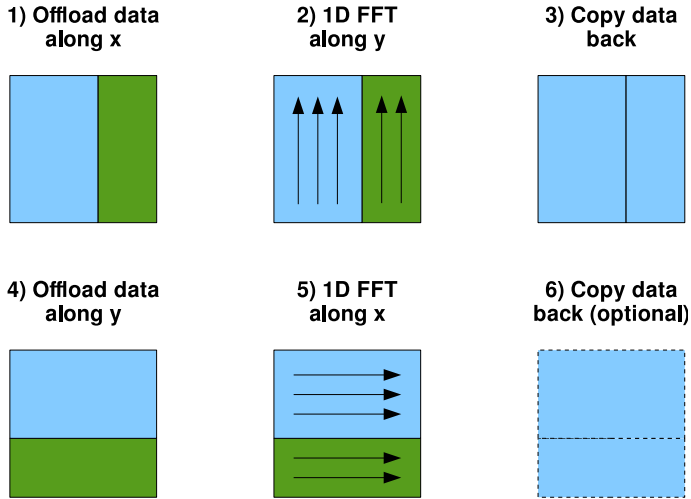 1) Offload data
along x
2) 1D FFT
along y
3) Copy data
back
4) Offload data
along y
5) 1D FFT
along x
6) Copy data
back (optional)